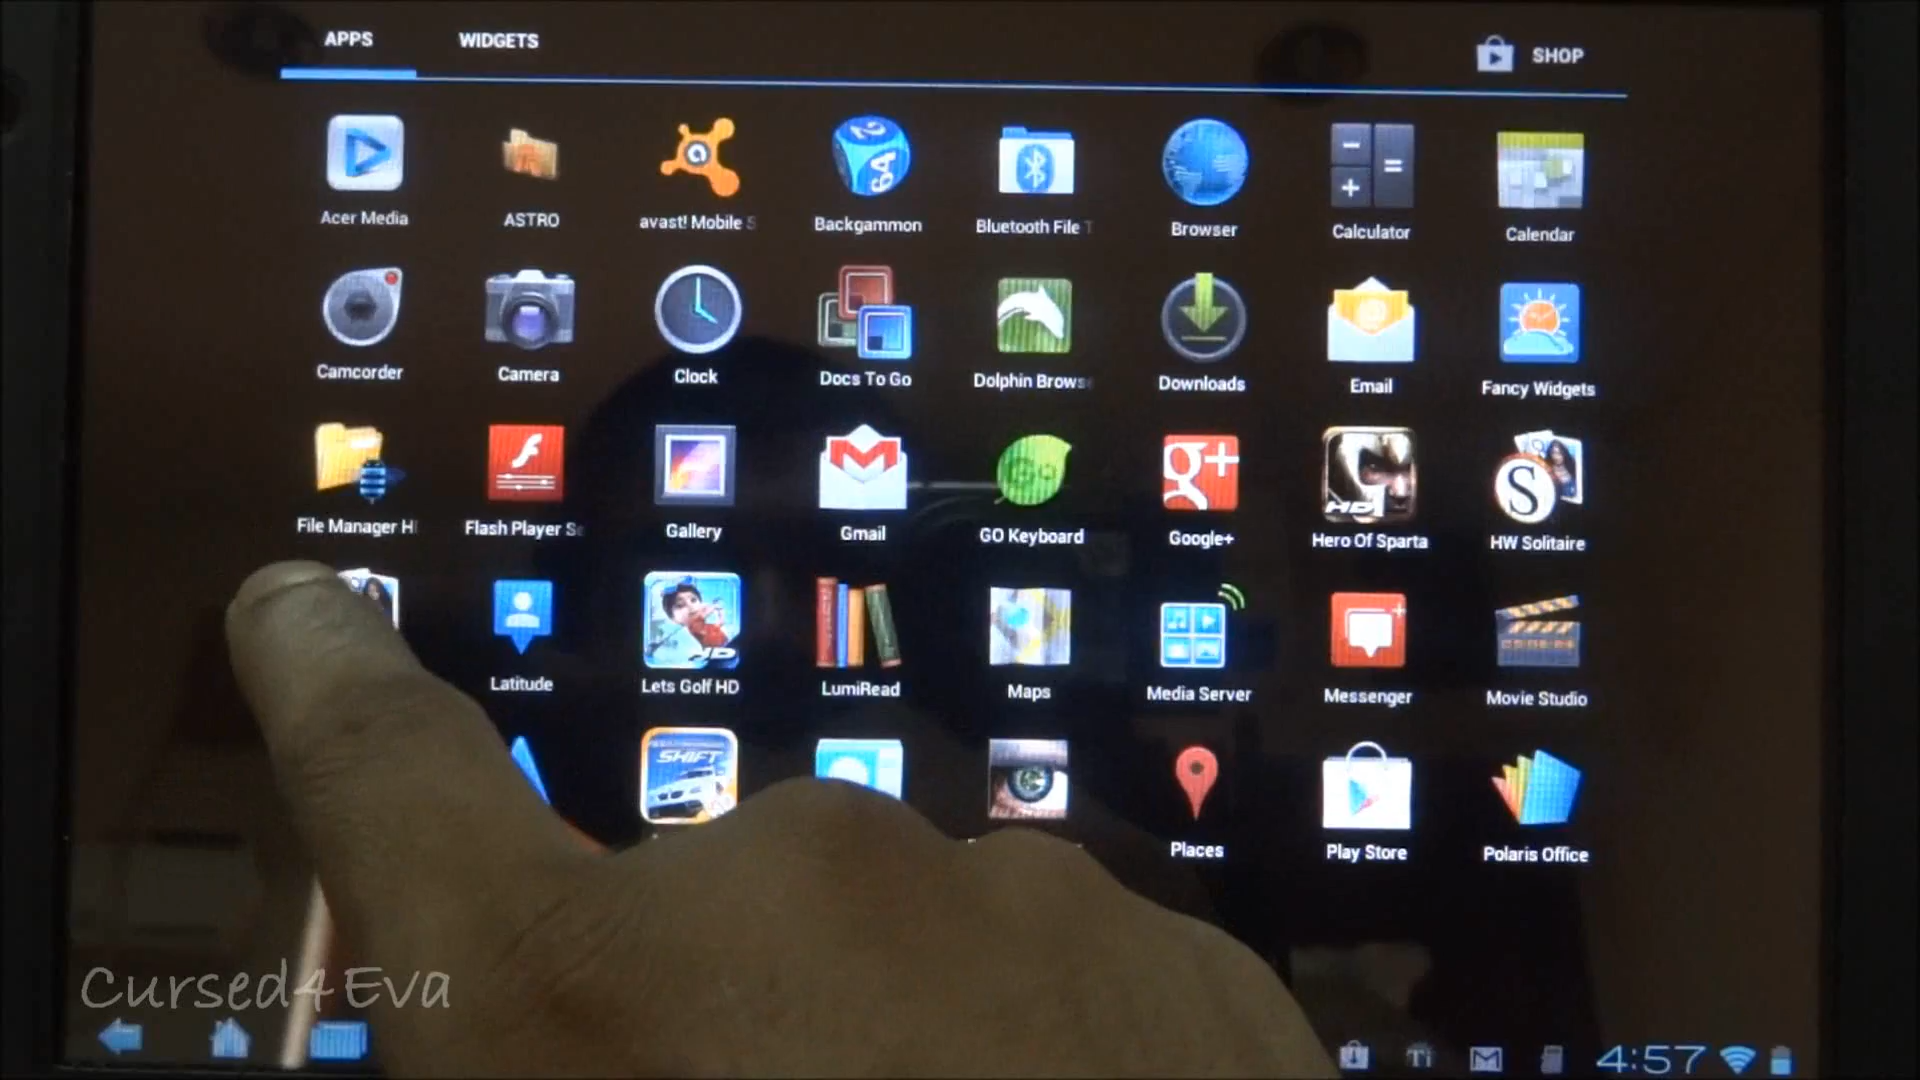 APPS WIDGETS SHOP
Acer Media ASTRO avast! Mobile S Backgammon Bluetooth File T Browser Calculator Calendar
Camcorder Camera Clock Docs To Go Dolphin Brows Downloads Email Fancy Widgets
File Manager H Flash Player Se Gallery Gmail GO Keyboard Google+ Hero Of Sparta HW Solitaire
Latitude Lets Golf HD LumiRead Maps Media Server Messenger Movie Studio
SHIFT
Places Play Store Polaris Office
Cursed4Eva
Ti 4:57